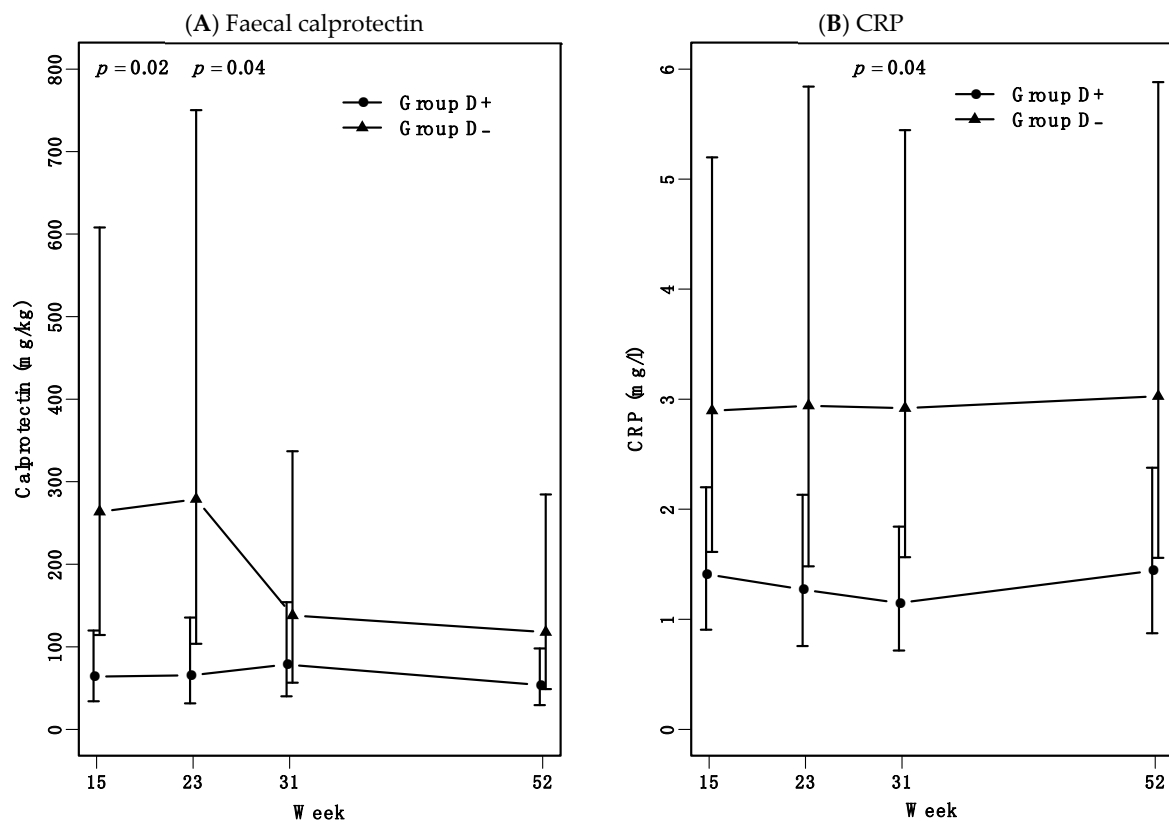 (A) Faecal calprotectin
p = 0.02 p = 0.04
Group D+
Group D−
800
700
600
500
400
300
200
100
0
Calprotectin (mg/kg)
15 23 31 52
Week
(B) CRP
p = 0.04
Group D+
Group D−
6
5
4
3
2
1
0
CRP (mg/l)
15 23 31 52
Week